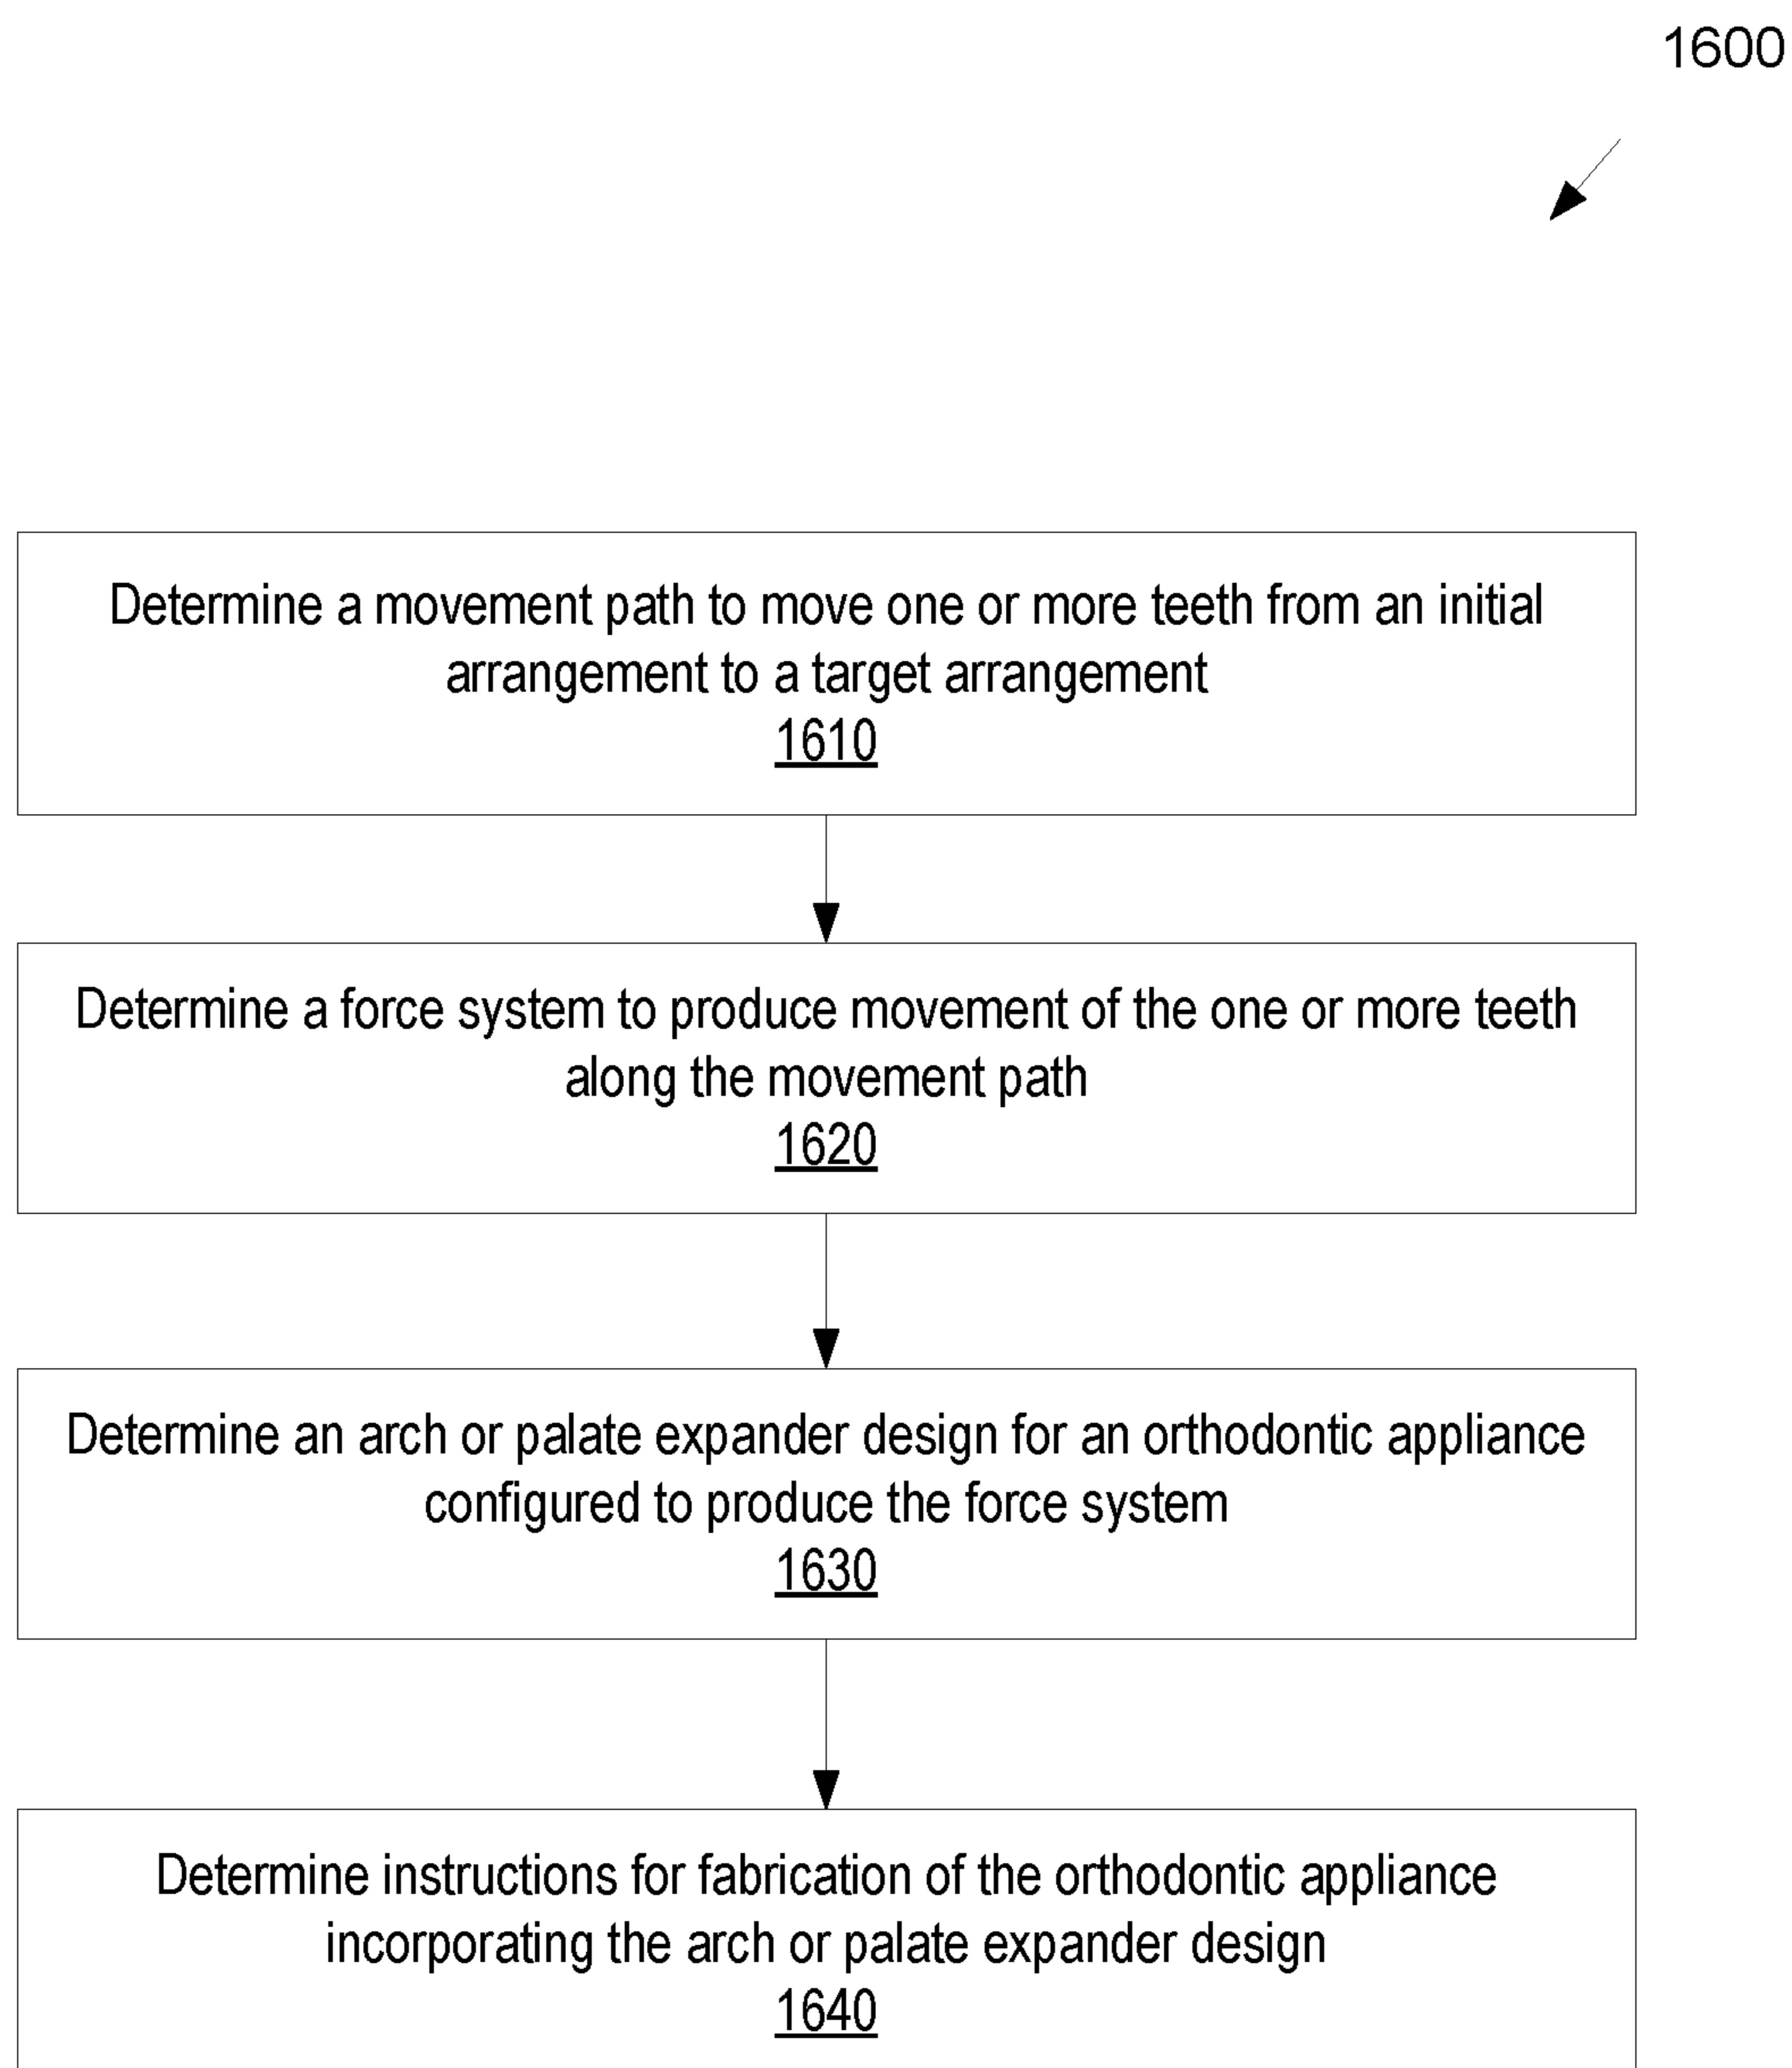 1600
Determine a movement path to move one or more teeth from an initial
arrangement to a target arrangement
1610
Determine a force system to produce movement of the one or more teeth
along the movement path
1620
Determine an arch or palate expander design for an orthodontic appliance
configured to produce the force system
1630
Determine instructions for fabrication of the orthodontic appliance
incorporating the arch or palate expander design
1640